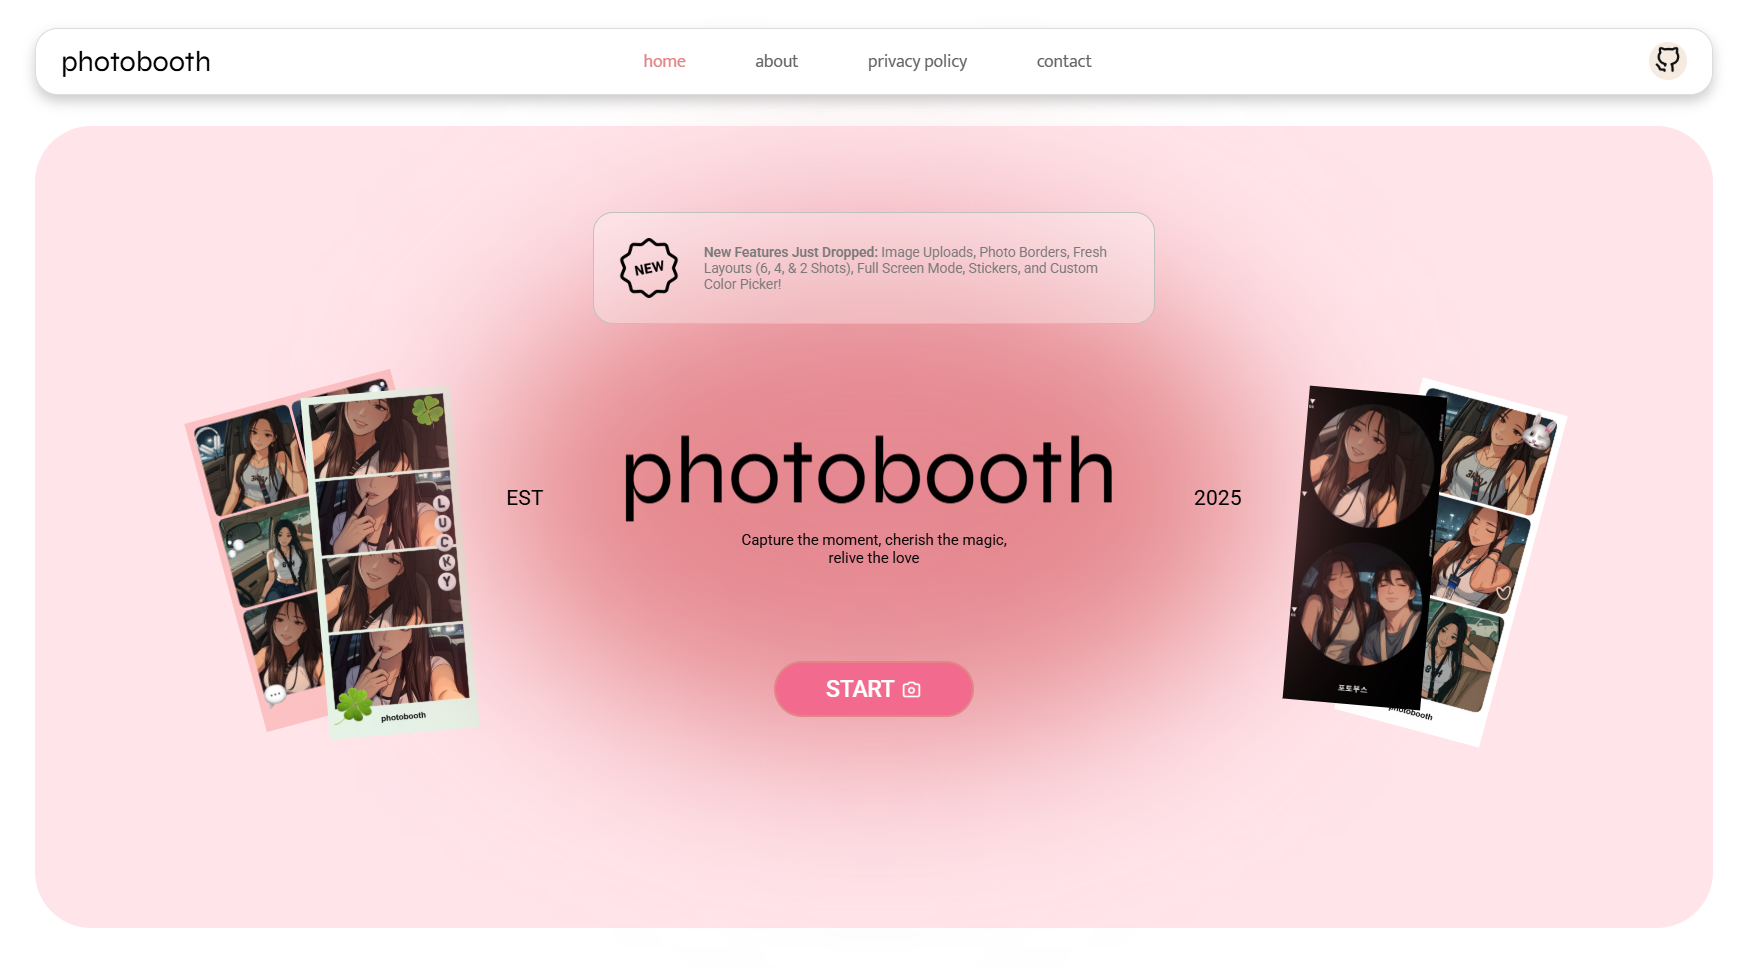 photobooth
home
about
privacy policy
contact
NEW
New Features Just Dropped: Image Uploads, Photo Borders, Fresh
Layouts (6, 4, & 2 Shots), Full Screen Mode, Stickers, and Custom
Color Picker!
L
U
C
K
Y
photobooth
EST
photobooth
2025
Capture the moment, cherish the magic,
relive the love
START
포토부스
photobooth